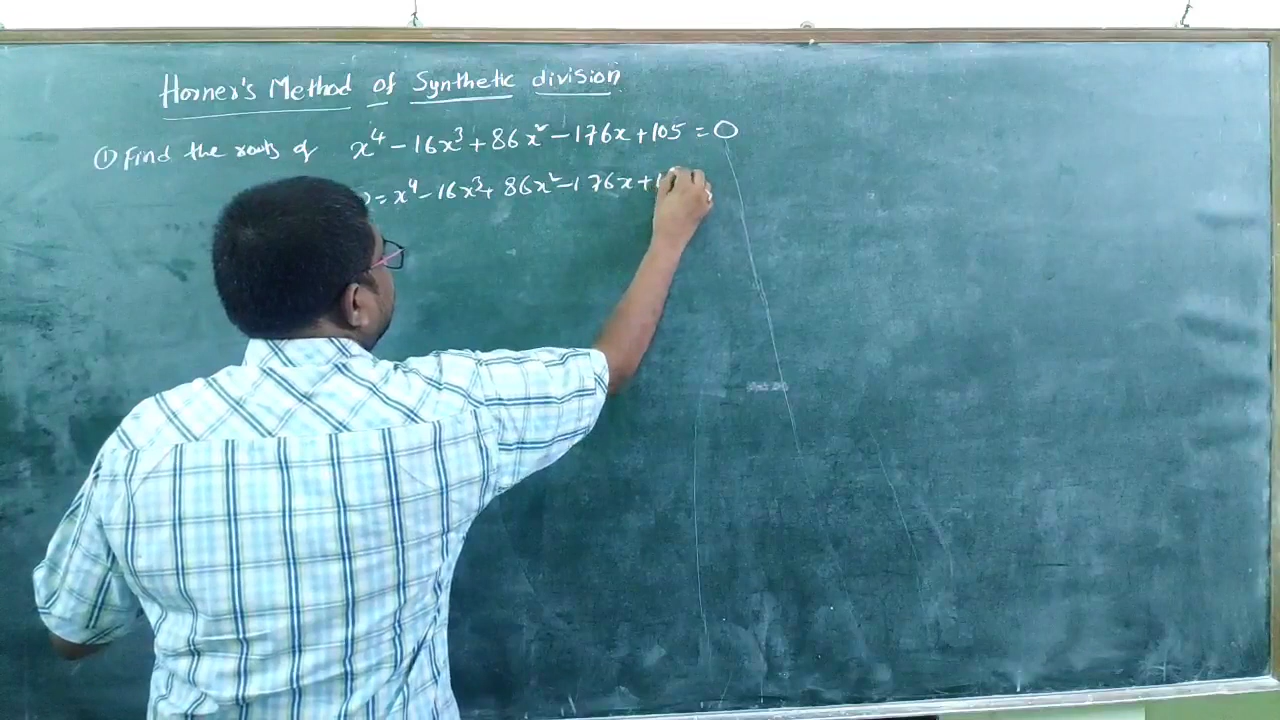 Horner's Method of Synthetic division
① Find the roots of x⁴ - 16x³ + 86x² - 176x + 105 = 0
= x⁴ - 16x³ + 86x² - 176x +